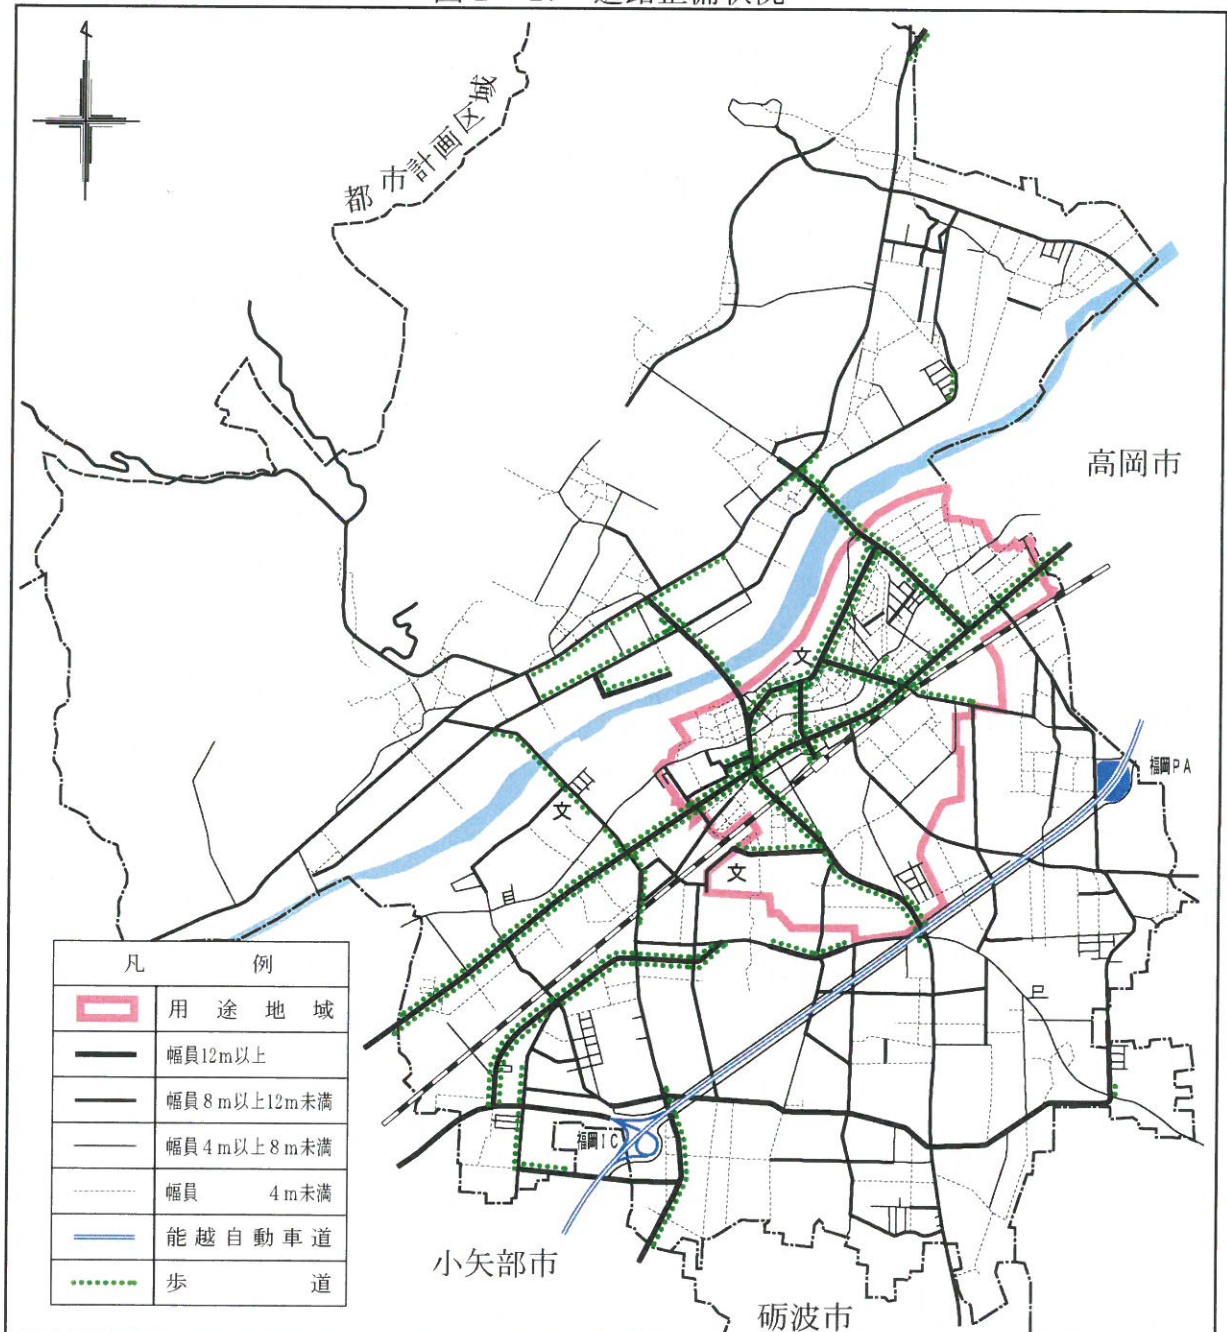 都市計画区域
高岡市
文
福岡PA
文
文
凡 例
用途地域
幅員12m以上
幅員8m以上12m未満
幅員4m以上8m未満
幅員 4m未満
能越自動車道
歩 道
福岡IC
小矢部市
砺波市